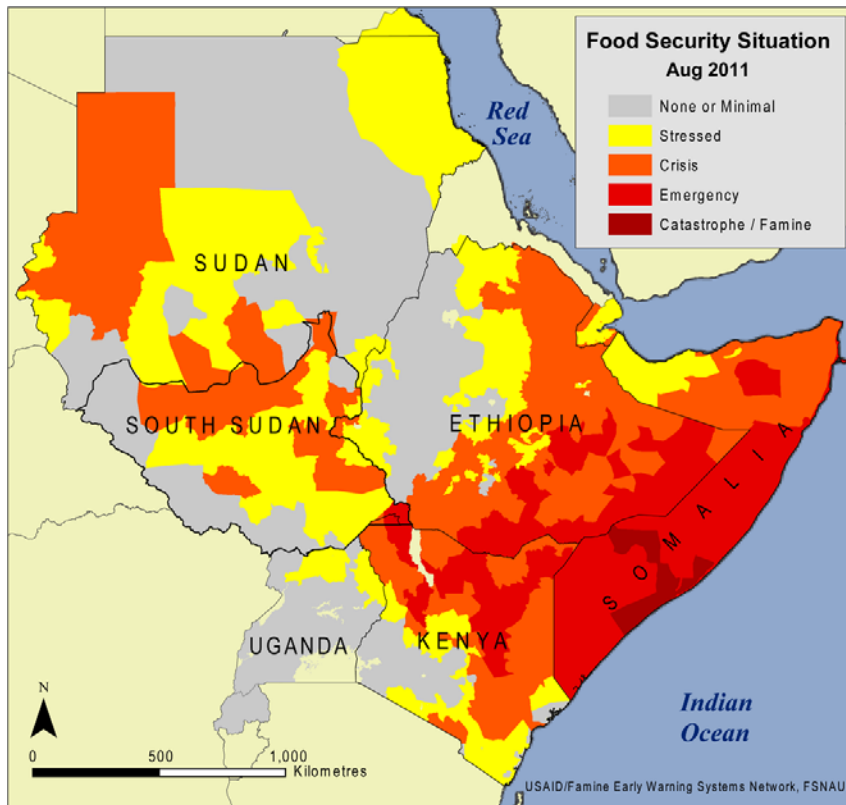 Food Security Situation
Aug 2011
None or Minimal
Stressed
Crisis
Emergency
Catastrophe / Famine
Red
Sea
SUDAN
SOUTH SUDAN
ETHIOPIA
SOMALIA
UGANDA
KENYA
Indian
Ocean
N
0 500 1,000
Kilometres
USAID/Famine Early Warning Systems Network, FSNAU